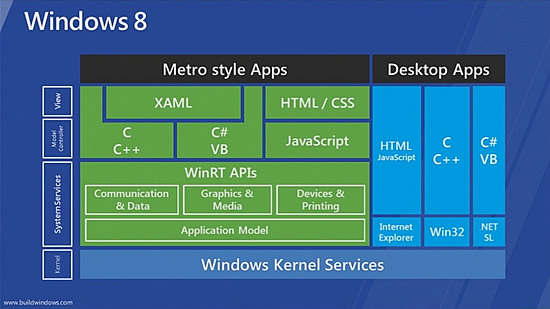 Windows 8
Metro style Apps
Desktop Apps
View
XAML
HTML / CSS
Model
Controller
C
C++
C#
VB
JavaScript
HTML
JavaScript
C
C++
C#
VB
System Services
WinRT APIs
Communication
& Data
Graphics &
Media
Devices &
Printing
Application Model
Internet
Explorer
Win32
.NET
SL
Kernel
Windows Kernel Services
www.buildwindows.com